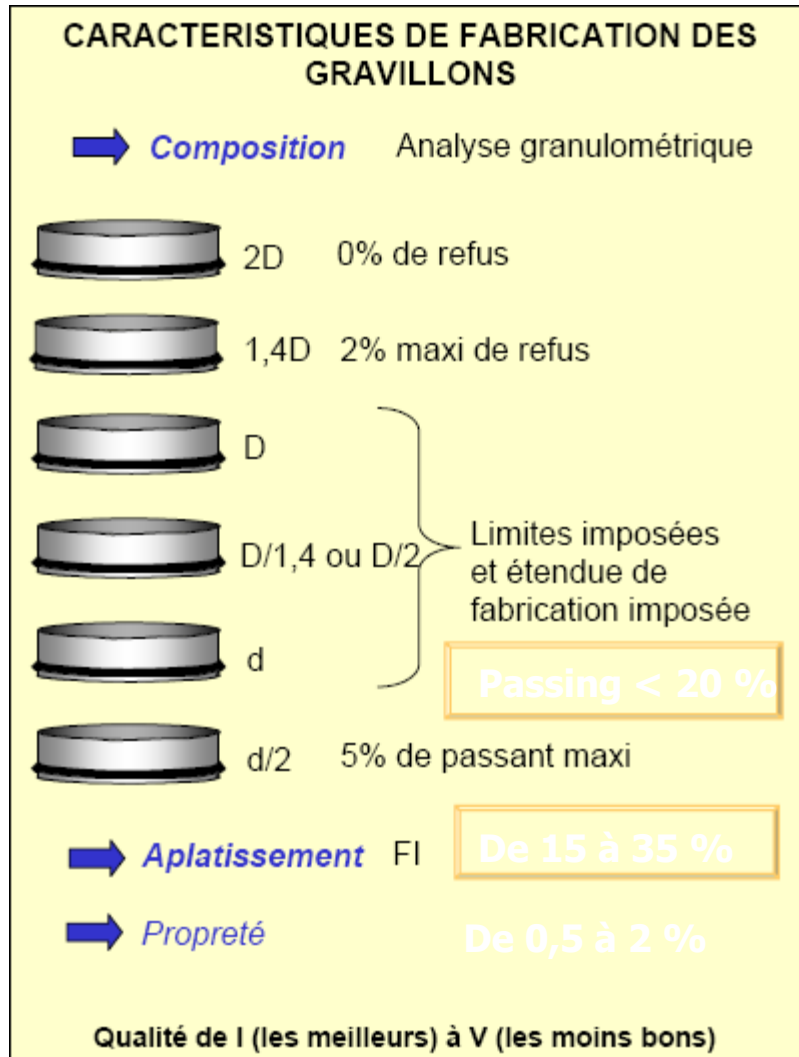 CARACTERISTIQUES DE FABRICATION DES
GRAVILLONS
Composition Analyse granulométrique
2D 0% de refus
1,4D 2% maxi de refus
D
D/1,4 ou D/2
Limites imposées
et étendue de
fabrication imposée
d
Passing < 20 %
d/2 5% de passant maxi
Aplatissement FI De 15 à 35 %
Propreté De 0,5 à 2 %
Qualité de I (les meilleurs) à V (les moins bons)